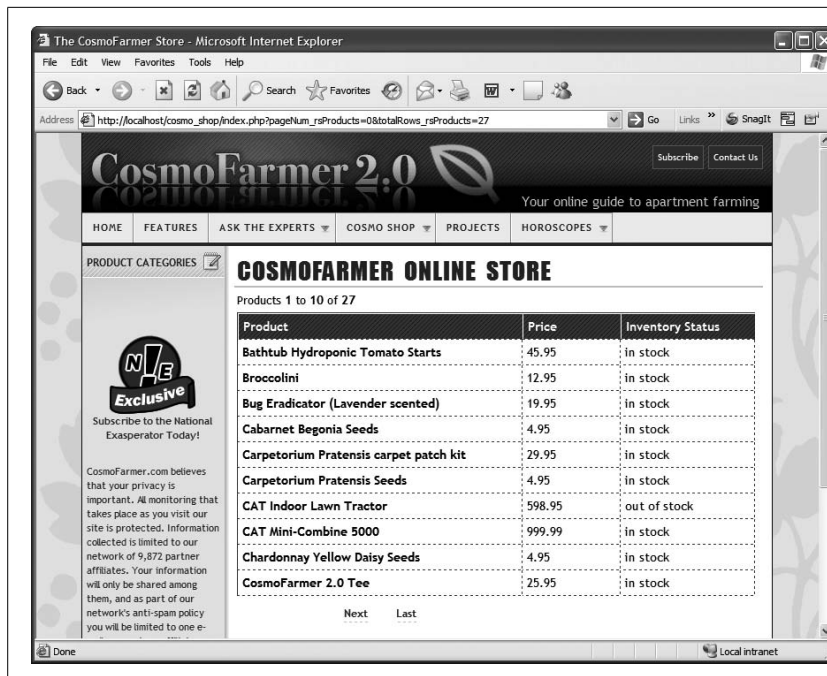 The CosmoFarmer Store - Microsoft Internet Explorer
File Edit View Favorites Tools Help
Back Search Favorites
Address http://localhost/cosmo_shop/index.php?pageNum_rsProducts=0&totalRows_rsProducts=27 Go Links » SnagIt
CosmoFarmer 2.0
Subscribe Contact Us
Your online guide to apartment farming
HOME FEATURES ASK THE EXPERTS COSMO SHOP PROJECTS HOROSCOPES
PRODUCT CATEGORIES
N!E
Exclusive
Subscribe to the National
Exasperator Today!
CosmoFarmer.com believes
that your privacy is
important. All monitoring that
takes place as you visit our
site is protected. Information
collected is limited to our
network of 9,872 partner
affiliates. Your information
will only be shared among
them, and as part of our
network's anti-spam policy
you will be limited to one e-
COSMOFARMER ONLINE STORE
Products 1 to 10 of 27
Product Price Inventory Status
Bathtub Hydroponic Tomato Starts 45.95 in stock
Broccolini 12.95 in stock
Bug Eradicator (Lavender scented) 19.95 in stock
Cabarnet Begonia Seeds 4.95 in stock
Carpetorium Pratensis carpet patch kit 29.95 in stock
Carpetorium Pratensis Seeds 4.95 in stock
CAT Indoor Lawn Tractor 598.95 out of stock
CAT Mini-Combine 5000 999.99 in stock
Chardonnay Yellow Daisy Seeds 4.95 in stock
CosmoFarmer 2.0 Tee 25.95 in stock
Next Last
Done Local intranet